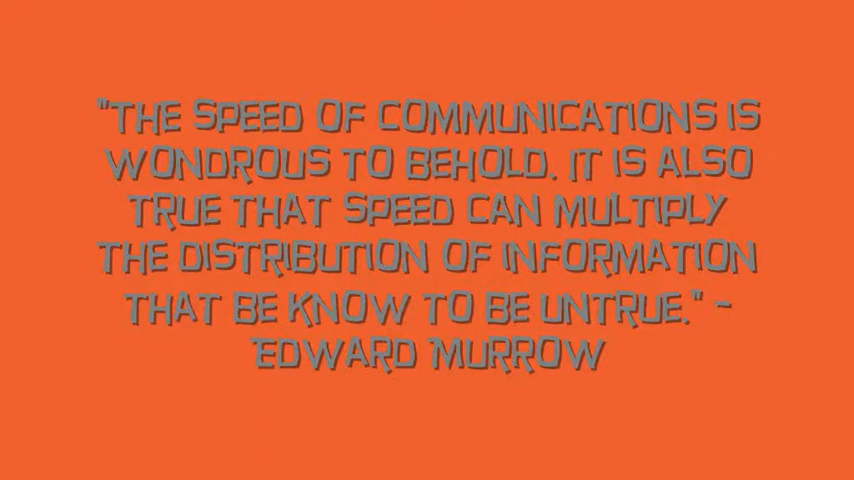 "THE SPEED OF COMMUNICATIONS IS
WONDROUS TO BEHOLD. IT IS ALSO
TRUE THAT SPEED CAN MULTIPLY
THE DISTRIBUTION OF INFORMATION
THAT BE KNOW TO BE UNTRUE." -
EDWARD MURROW